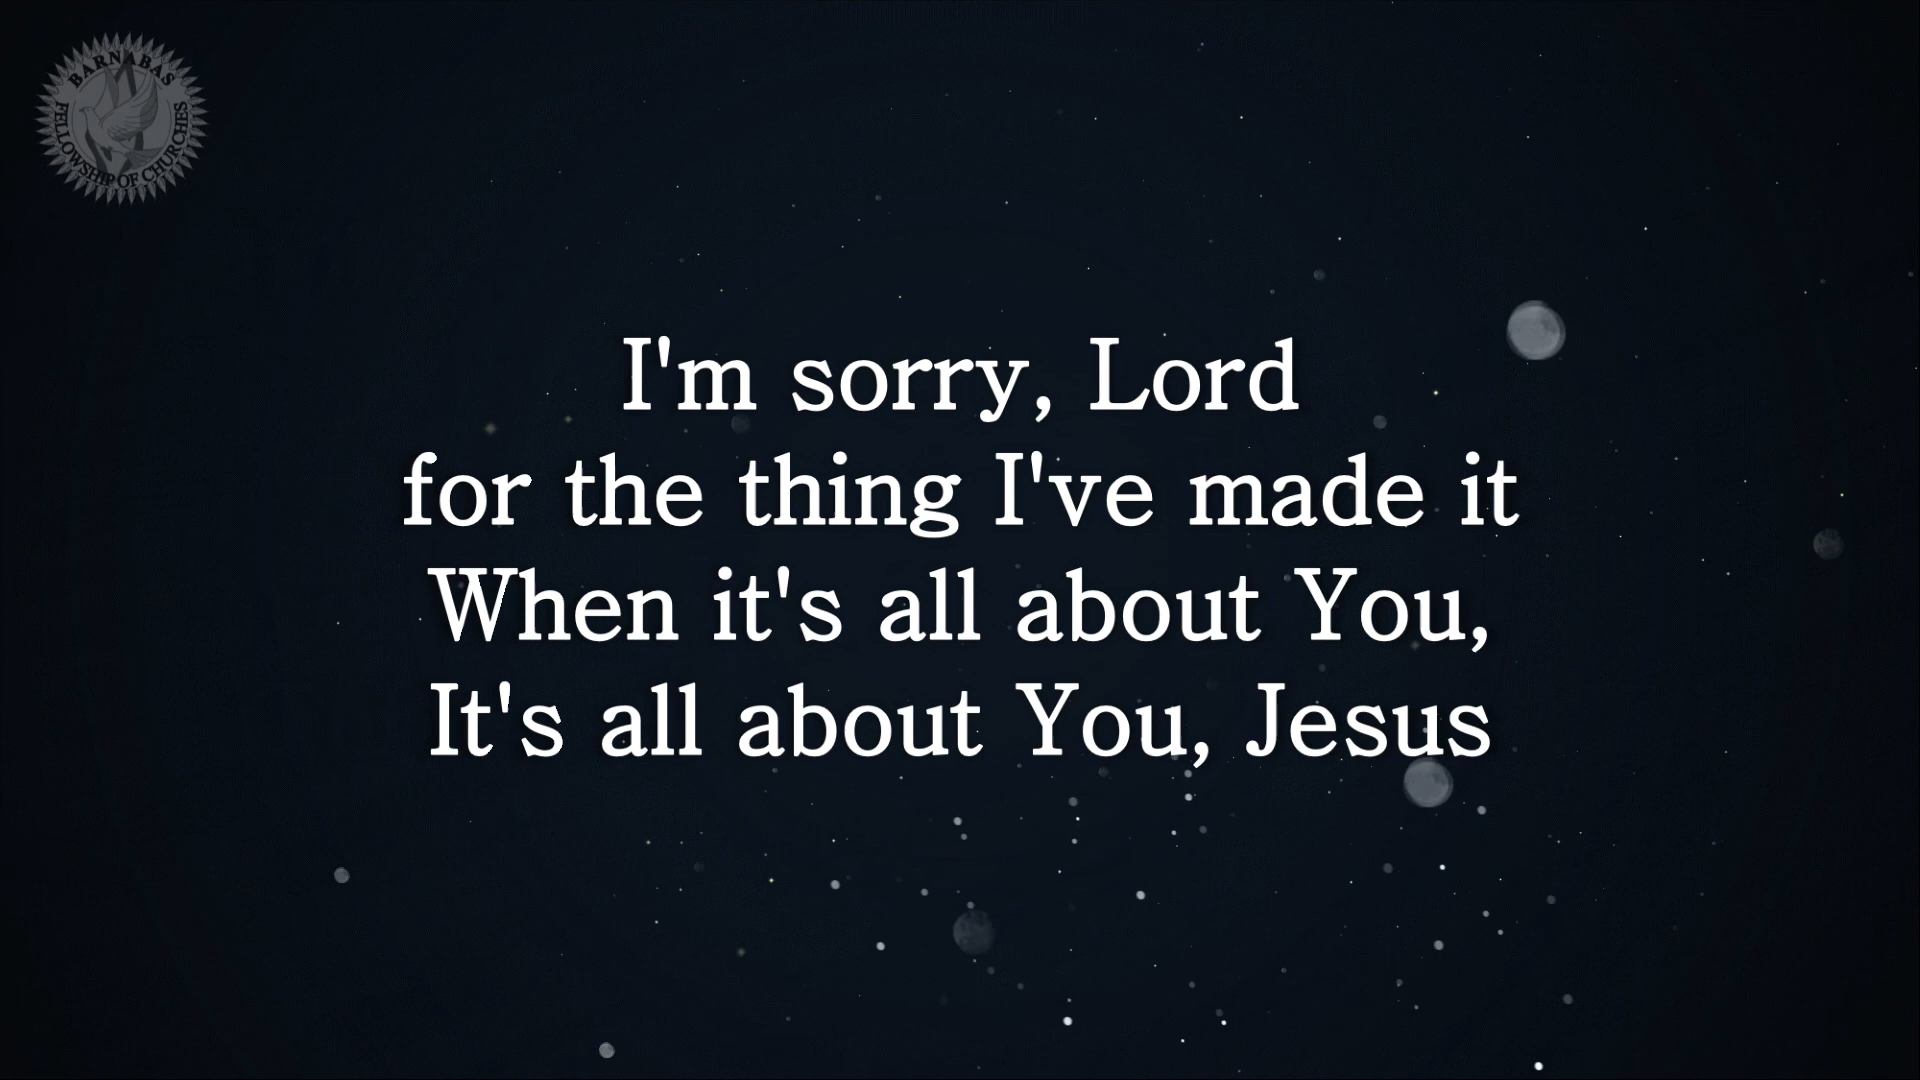 BARNABAS
FELLOWSHIP OF CHURCHES
I'm sorry, Lord
for the thing I've made it
When it's all about You,
It's all about You, Jesus